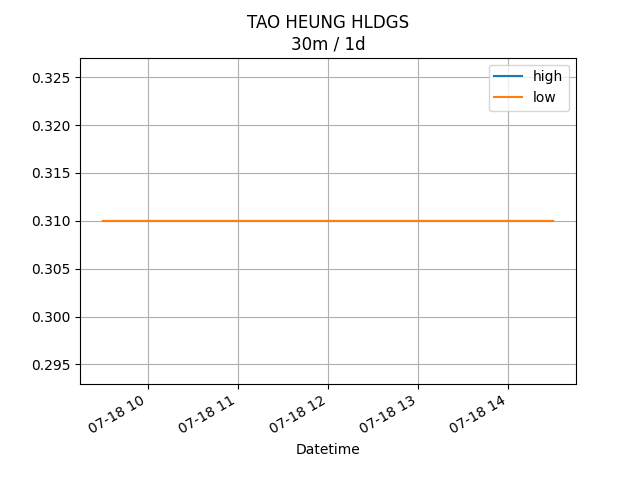 TAO HEUNG HLDGS
30m / 1d
high
low
0.325
0.320
0.315
0.310
0.305
0.300
0.295
07-18 10
07-18 11
07-18 12
07-18 13
07-18 14
Datetime